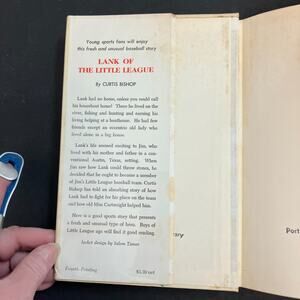 Young sports fans will enjoy
this fresh and unusual baseball story
LANK OF
THE LITTLE LEAGUE
By CURTIS BISHOP
Lank had no home, unless you could call
his houseboat home! There he lived on the
river, fishing and hunting and earning his
living helping at a boathouse. He had few
friends except an eccentric old lady who
lived alone in a big house.
Lank's life seemed exciting to Jim, who
lived with his mother and father in a con-
ventional Austin, Texas, setting. When
Jim saw how Lank could throw stones, he
decided that he ought to become a member
of Jim's Little League baseball team. Curtis
Bishop has told an absorbing story of how
Lank had to fight for his place on the team
and how old Miss Cartwright helped him.
Here is a good sports story that presents a
fresh and unusual type of hero. Boys of
Little League age will find it good reading.
Jacket design by Salem Tamer
Fourth Printing
$3.50 net
rary
Port